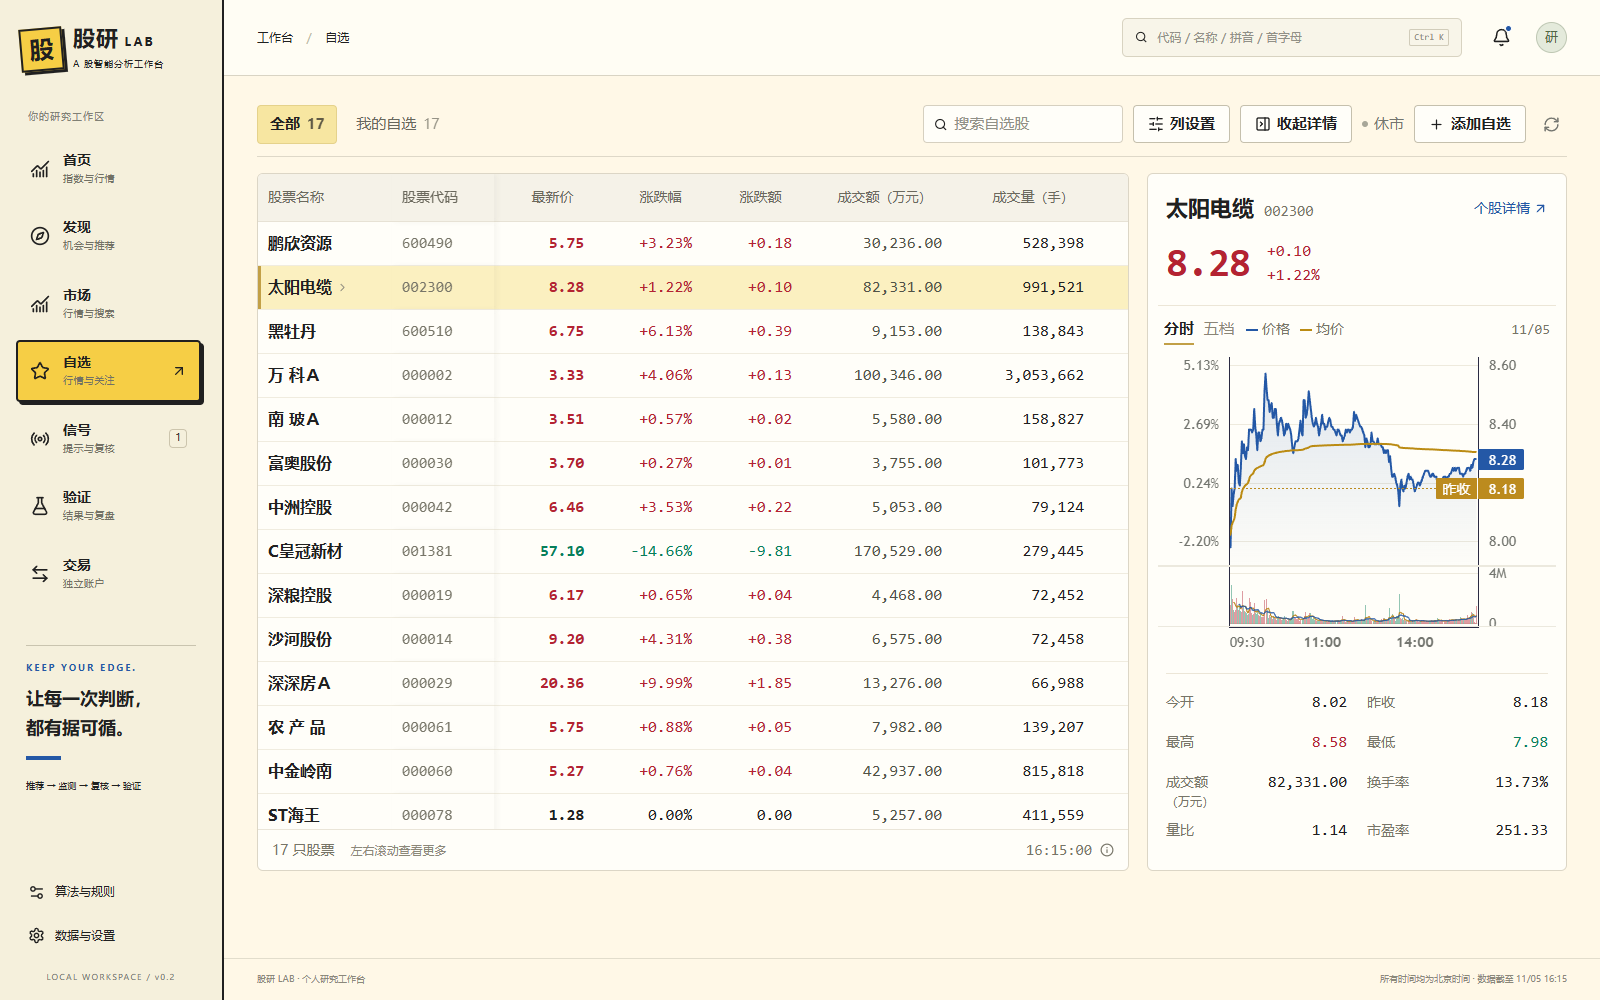 股
股研 LAB
A 股智能分析工作台
你的研究工作区
首页
指数与行情
发现
机会与推荐
市场
行情与搜索
自选
行情与关注
信号
提示与复核
1
验证
结果与复盘
交易
独立账户
KEEP YOUR EDGE.
让每一次判断,
都有据可循。
推荐 → 监测 → 复核 → 验证
算法与规则
数据与设置
LOCAL WORKSPACE / v0.2
工作台 / 自选
代码 / 名称 / 拼音 / 首字母 Ctrl K
研
全部 17 我的自选 17
搜索自选股 列设置 收起详情 休市 添加自选
股票名称 股票代码 最新价 涨跌幅 涨跌额 成交额 (万元) 成交量 (手)
鹏欣资源 600490 5.75 +3.23% +0.18 30,236.00 528,398
太阳电缆 002300 8.28 +1.22% +0.10 82,331.00 991,521
黑牡丹 600510 6.75 +6.13% +0.39 9,153.00 138,843
万 科A 000002 3.33 +4.06% +0.13 100,346.00 3,053,662
南 玻A 000012 3.51 +0.57% +0.02 5,580.00 158,827
富奥股份 000030 3.70 +0.27% +0.01 3,755.00 101,773
中洲控股 000042 6.46 +3.53% +0.22 5,053.00 79,124
C皇冠新材 001381 57.10 -14.66% -9.81 170,529.00 279,445
深粮控股 000019 6.17 +0.65% +0.04 4,468.00 72,452
沙河股份 000014 9.20 +4.31% +0.38 6,575.00 72,458
深深房A 000029 20.36 +9.99% +1.85 13,276.00 66,988
农 产 品 000061 5.75 +0.88% +0.05 7,982.00 139,207
中金岭南 000060 5.27 +0.76% +0.04 42,937.00 815,818
ST海王 000078 1.28 0.00% 0.00 5,257.00 411,559
17 只股票 左右滚动查看更多 16:15:00
太阳电缆 002300 个股详情
8.28
+0.10
+1.22%
分时 五档 价格 均价 11/05
5.13% 8.60
2.69% 8.40
8.28
0.24% 昨收 8.18
-2.20% 8.00
4M
0
09:30 11:00 14:00
今开 8.02 昨收 8.18
最高 8.58 最低 7.98
成交额 82,331.00 换手率 13.73%
(万元)
量比 1.14 市盈率 251.33
股研 LAB · 个人研究工作台
所有时间均为北京时间 · 数据截至 11/05 16:15